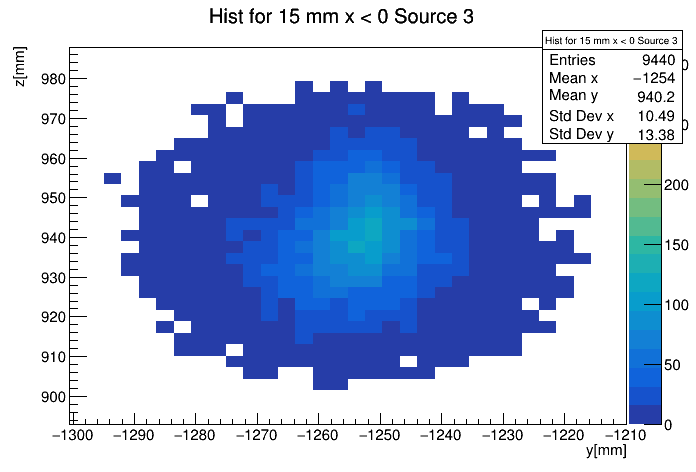 Hist for 15 mm x < 0 Source 3
Hist for 15 mm x < 0 Source 3
Entries 9440
Mean x −1254
Mean y 940.2
Std Dev x 10.49
Std Dev y 13.38
z[mm]
980
970
960
950
940
930
920
910
900
−1300 −1290 −1280 −1270 −1260 −1250 −1240 −1230 −1220 −1210
y[mm]
200
150
100
50
0